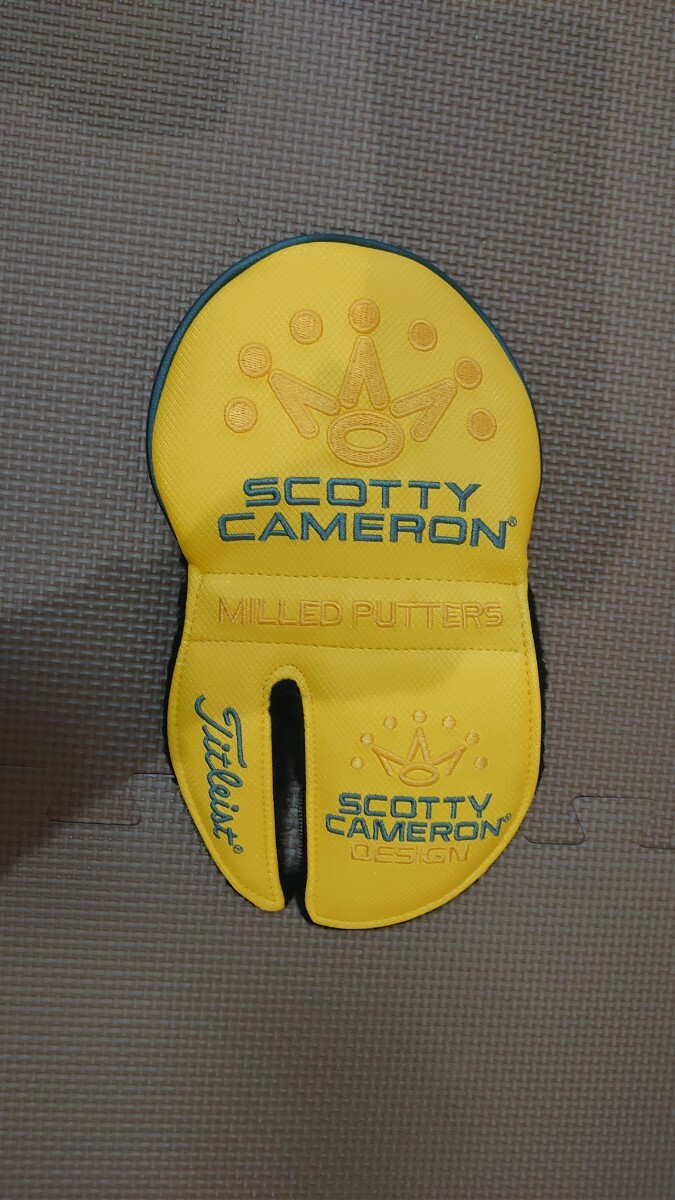 SCOTTY
CAMERON®
MILLED PUTTERS
Titleist®
SCOTTY
CAMERON®
DESIGN